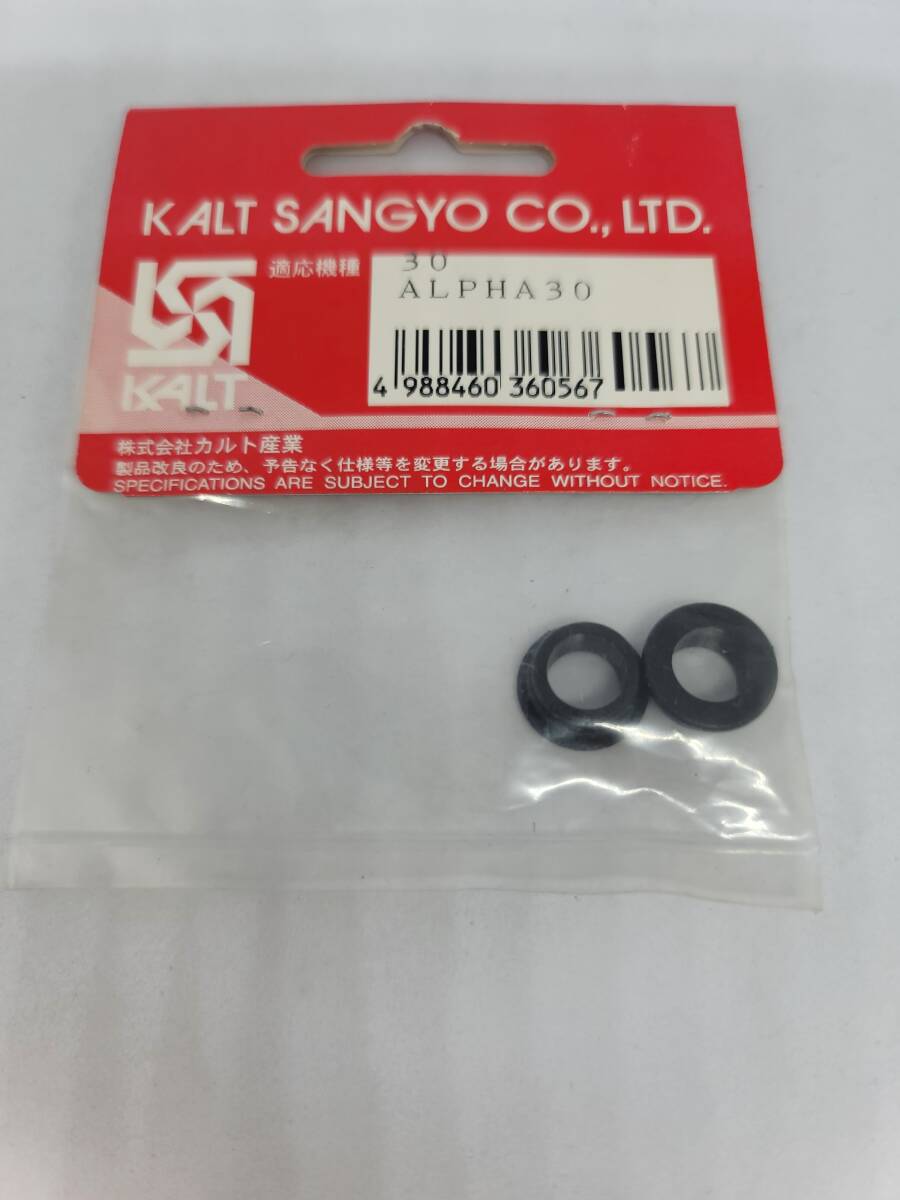 KALT SANGYO CO., LTD.
適応機種
30
ALPHA30
4 988460 360567
KALT
株式会社カルト産業
製品改良のため、予告なく仕様等を変更する場合があります。
SPECIFICATIONS ARE SUBJECT TO CHANGE WITHOUT NOTICE.